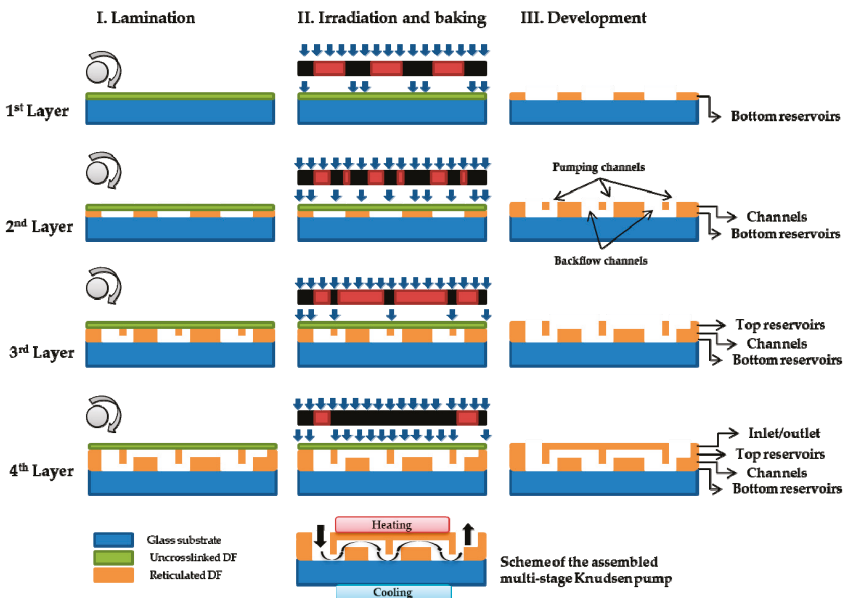 I. Lamination
II. Irradiation and baking
III. Development
1st Layer
Bottom reservoirs
2nd Layer
Pumping channels
Backflow channels
Channels
Bottom reservoirs
3rd Layer
Top reservoirs
Channels
Bottom reservoirs
4th Layer
Inlet/outlet
Top reservoirs
Channels
Bottom reservoirs
Glass substrate
Uncrosslinked DF
Reticulated DF
Heating
Cooling
Scheme of the assembled
multi-stage Knudsen pump